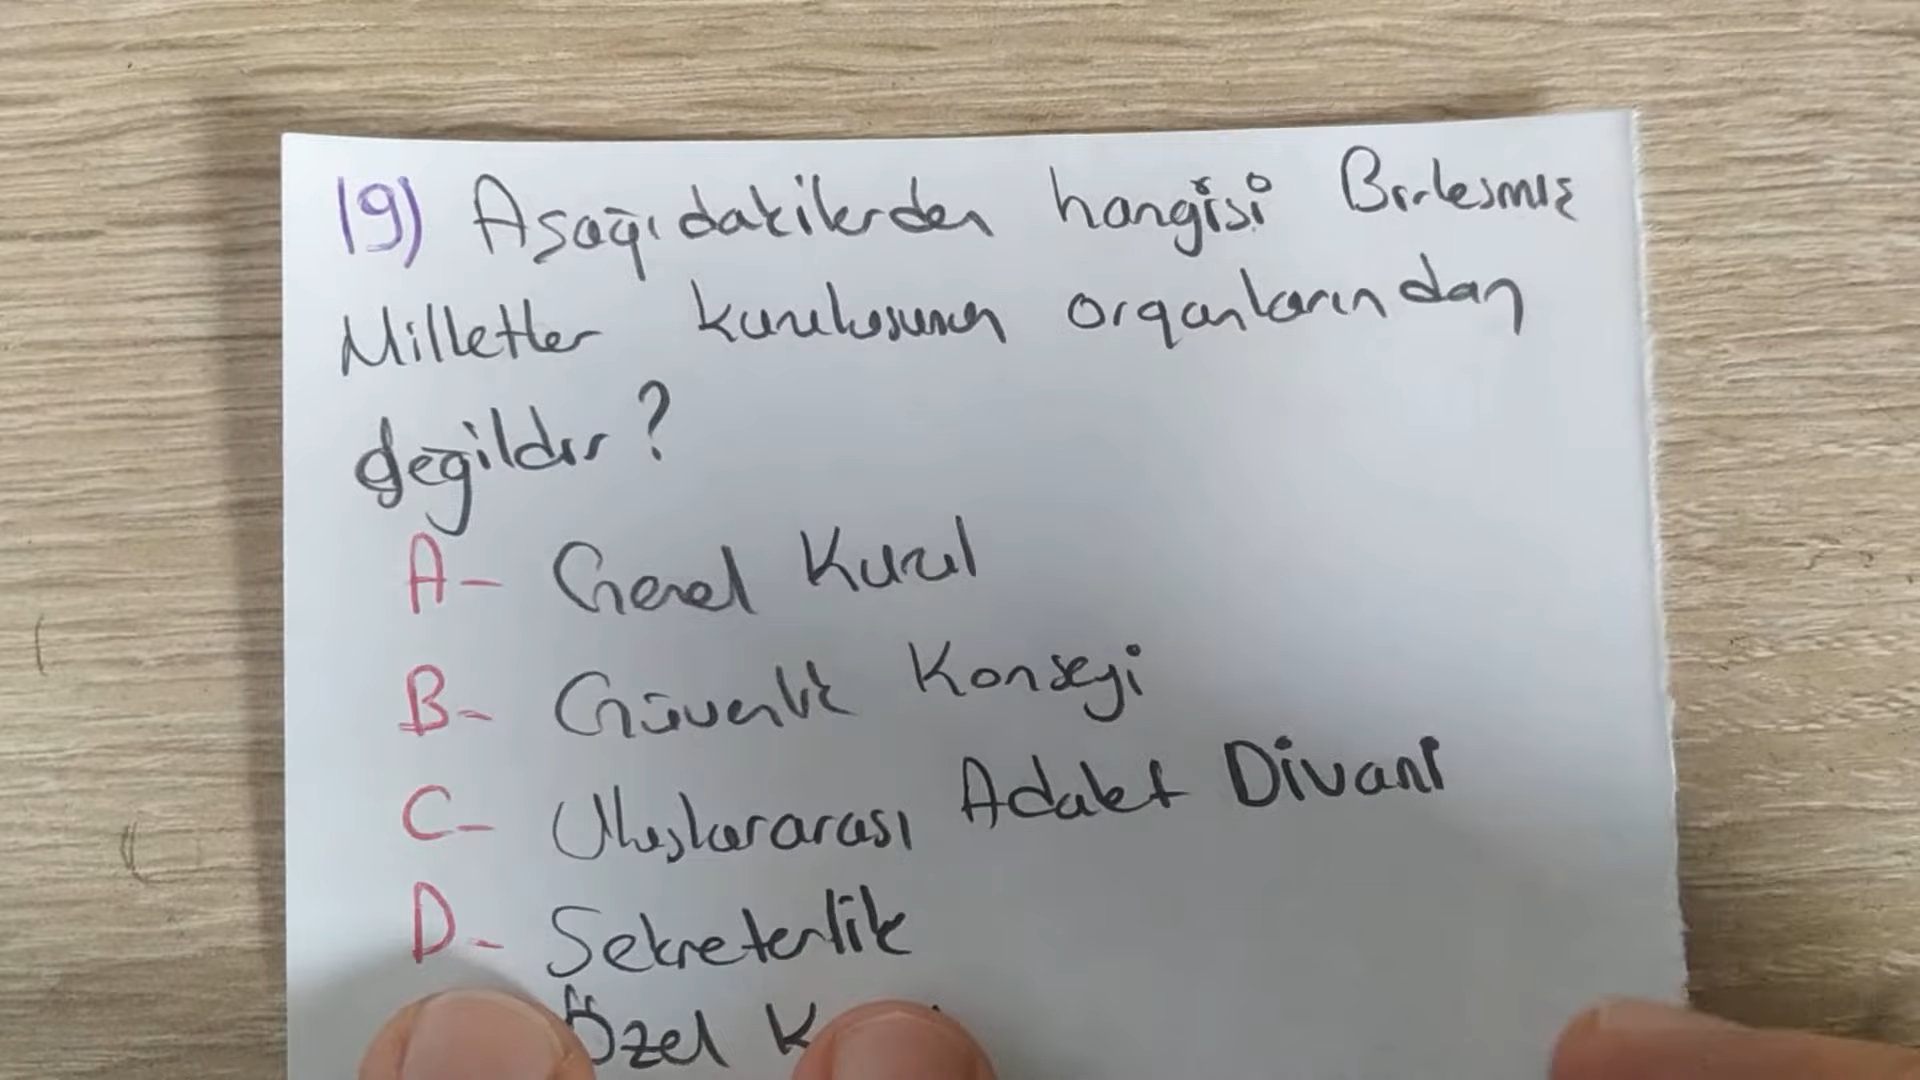 19) Aşağıdakilerden hangisi Birleşmiş
Milletler kuruluşunun organlarından
değildir?
A- Genel Kurul
B- Güvenlik Konseyi
C- Uluslararası Adalet Divanı
D- Sekreterlik
Özel